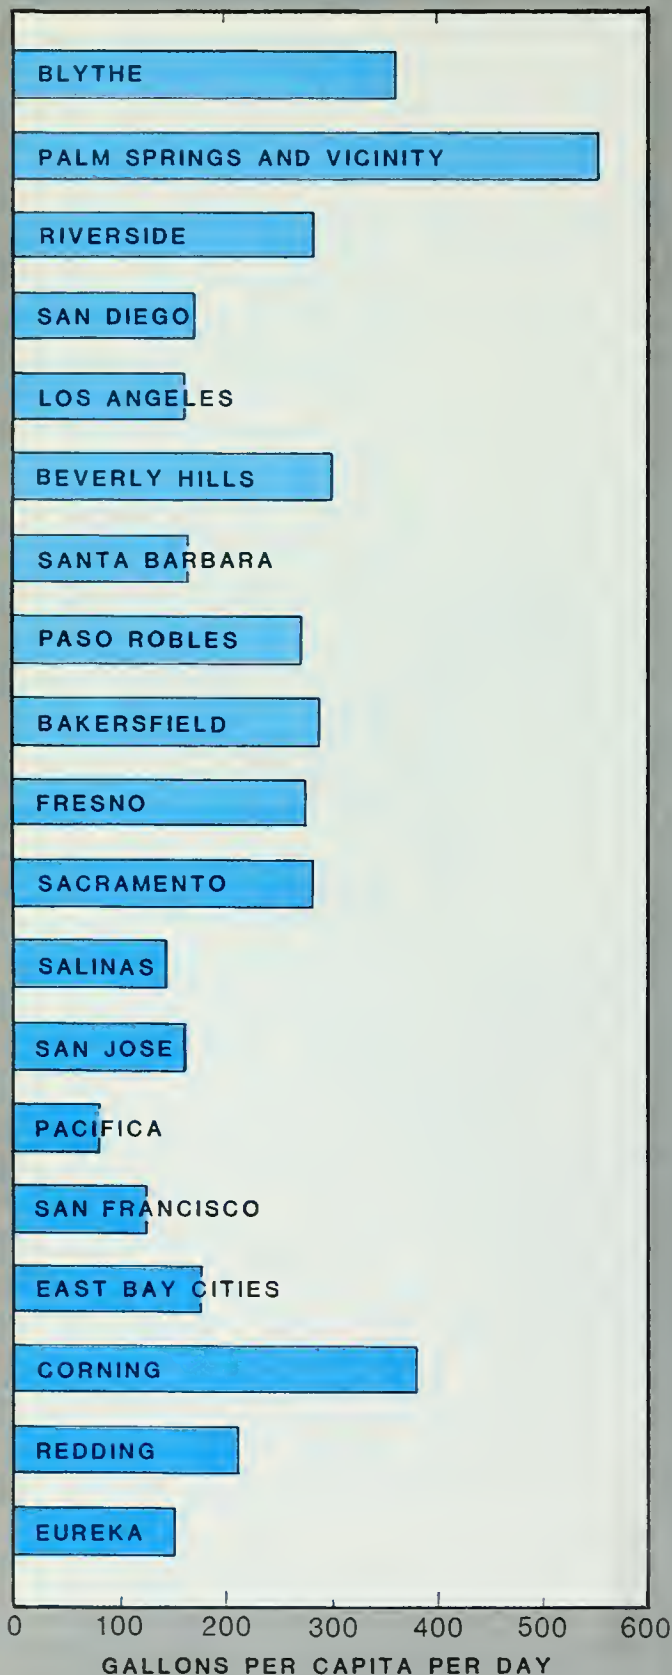 BLYTHE
PALM SPRINGS AND VICINITY
RIVERSIDE
SAN DIEGO
LOS ANGELES
BEVERLY HILLS
SANTA BARBARA
PASO ROBLES
BAKERSFIELD
FRESNO
SACRAMENTO
SALINAS
SAN JOSE
PACIFICA
SAN FRANCISCO
EAST BAY CITIES
CORNING
REDDING
EUREKA
0 100 200 300 400 500 600
GALLONS PER CAPITA PER DAY